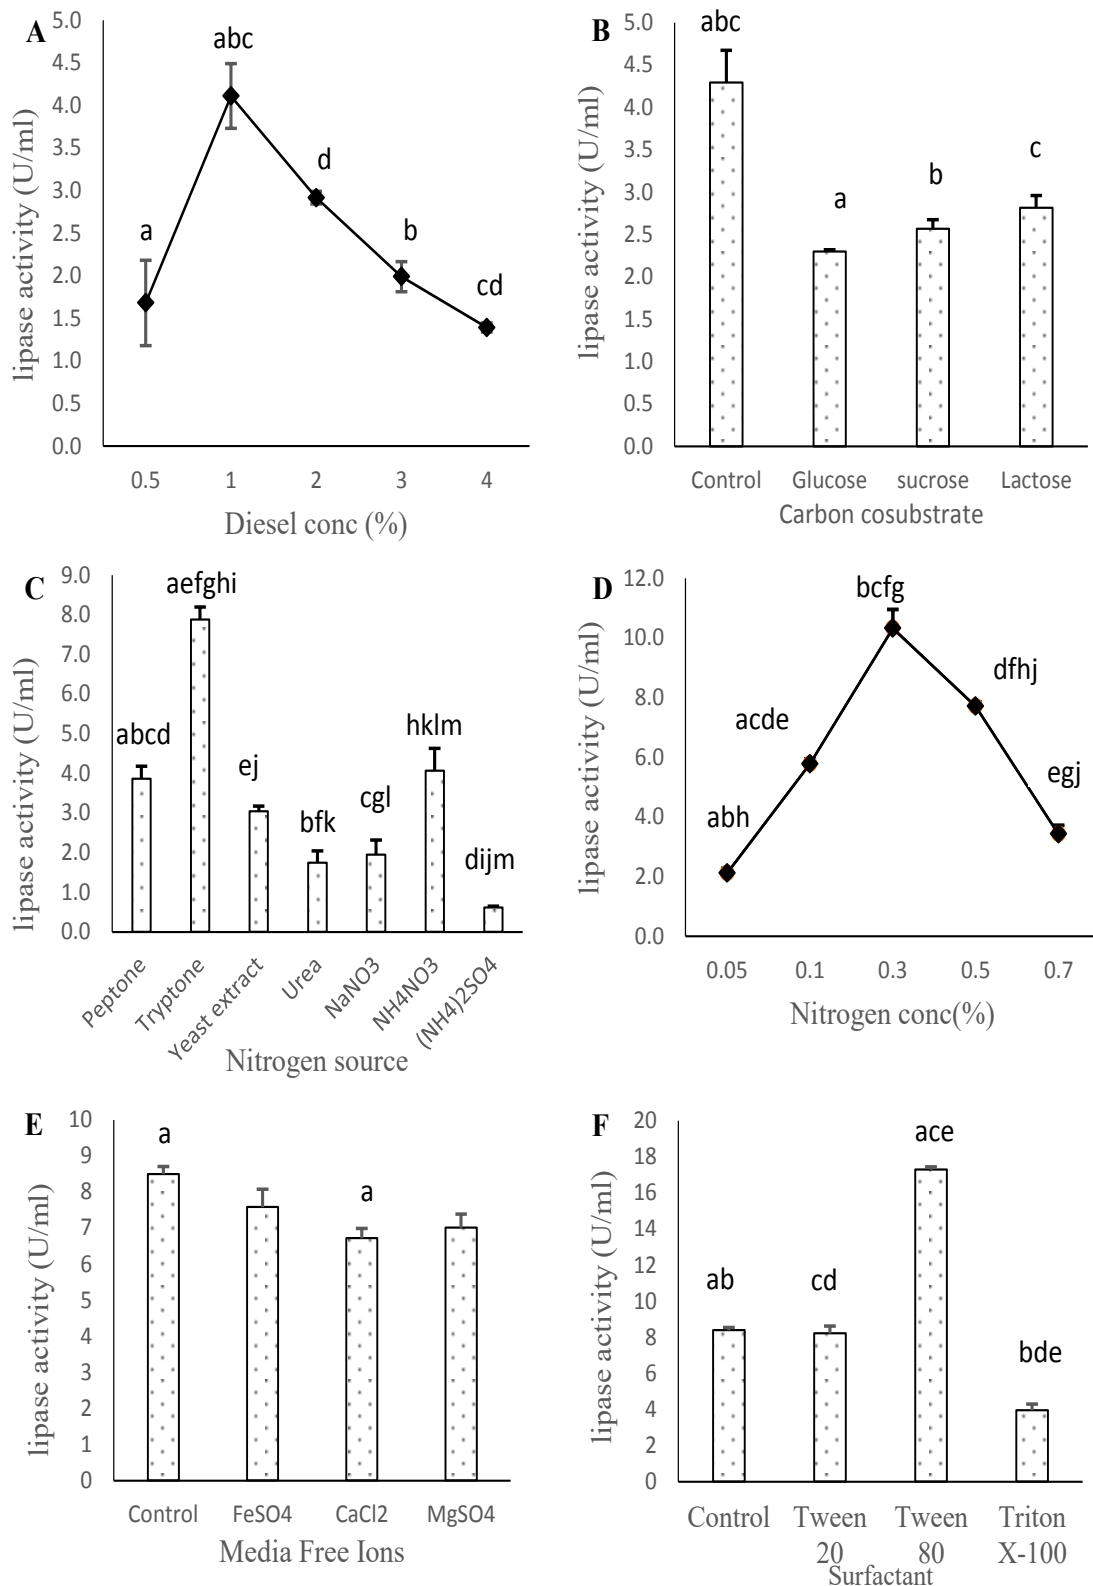 A
lipase activity (U/ml)
5.0
4.5
4.0
3.5
3.0
2.5
2.0
1.5
1.0
0.5
0.0
a
abc
d
b
cd
0.5 1 2 3 4
Diesel conc (%)
B
lipase activity (U/ml)
5.0
4.5
4.0
3.5
3.0
2.5
2.0
1.5
1.0
0.5
0.0
abc
a
b
c
Control Glucose sucrose Lactose
Carbon cosubstrate
C
lipase activity (U/ml)
9.0
8.0
7.0
6.0
5.0
4.0
3.0
2.0
1.0
0.0
abcd
aefghi
ej
bfk
cgl
hklm
dijm
Peptone
Tryptone
Yeast extract
Urea
NaNO3
NH4NO3
(NH4)2SO4
Nitrogen source
D
lipase activity (U/ml)
12.0
10.0
8.0
6.0
4.0
2.0
0.0
abh
acde
bcfg
dfhj
egj
0.05 0.1 0.3 0.5 0.7
Nitrogen conc(%)
E
lipase activity (U/ml)
10
9
8
7
6
5
4
3
2
1
0
a
a
Control FeSO4 CaCl2 MgSO4
Media Free Ions
F
lipase activity (U/ml)
20
18
16
14
12
10
8
6
4
2
0
ab
cd
ace
bde
Control Tween Tween Triton
20 80 X-100
Surfactant